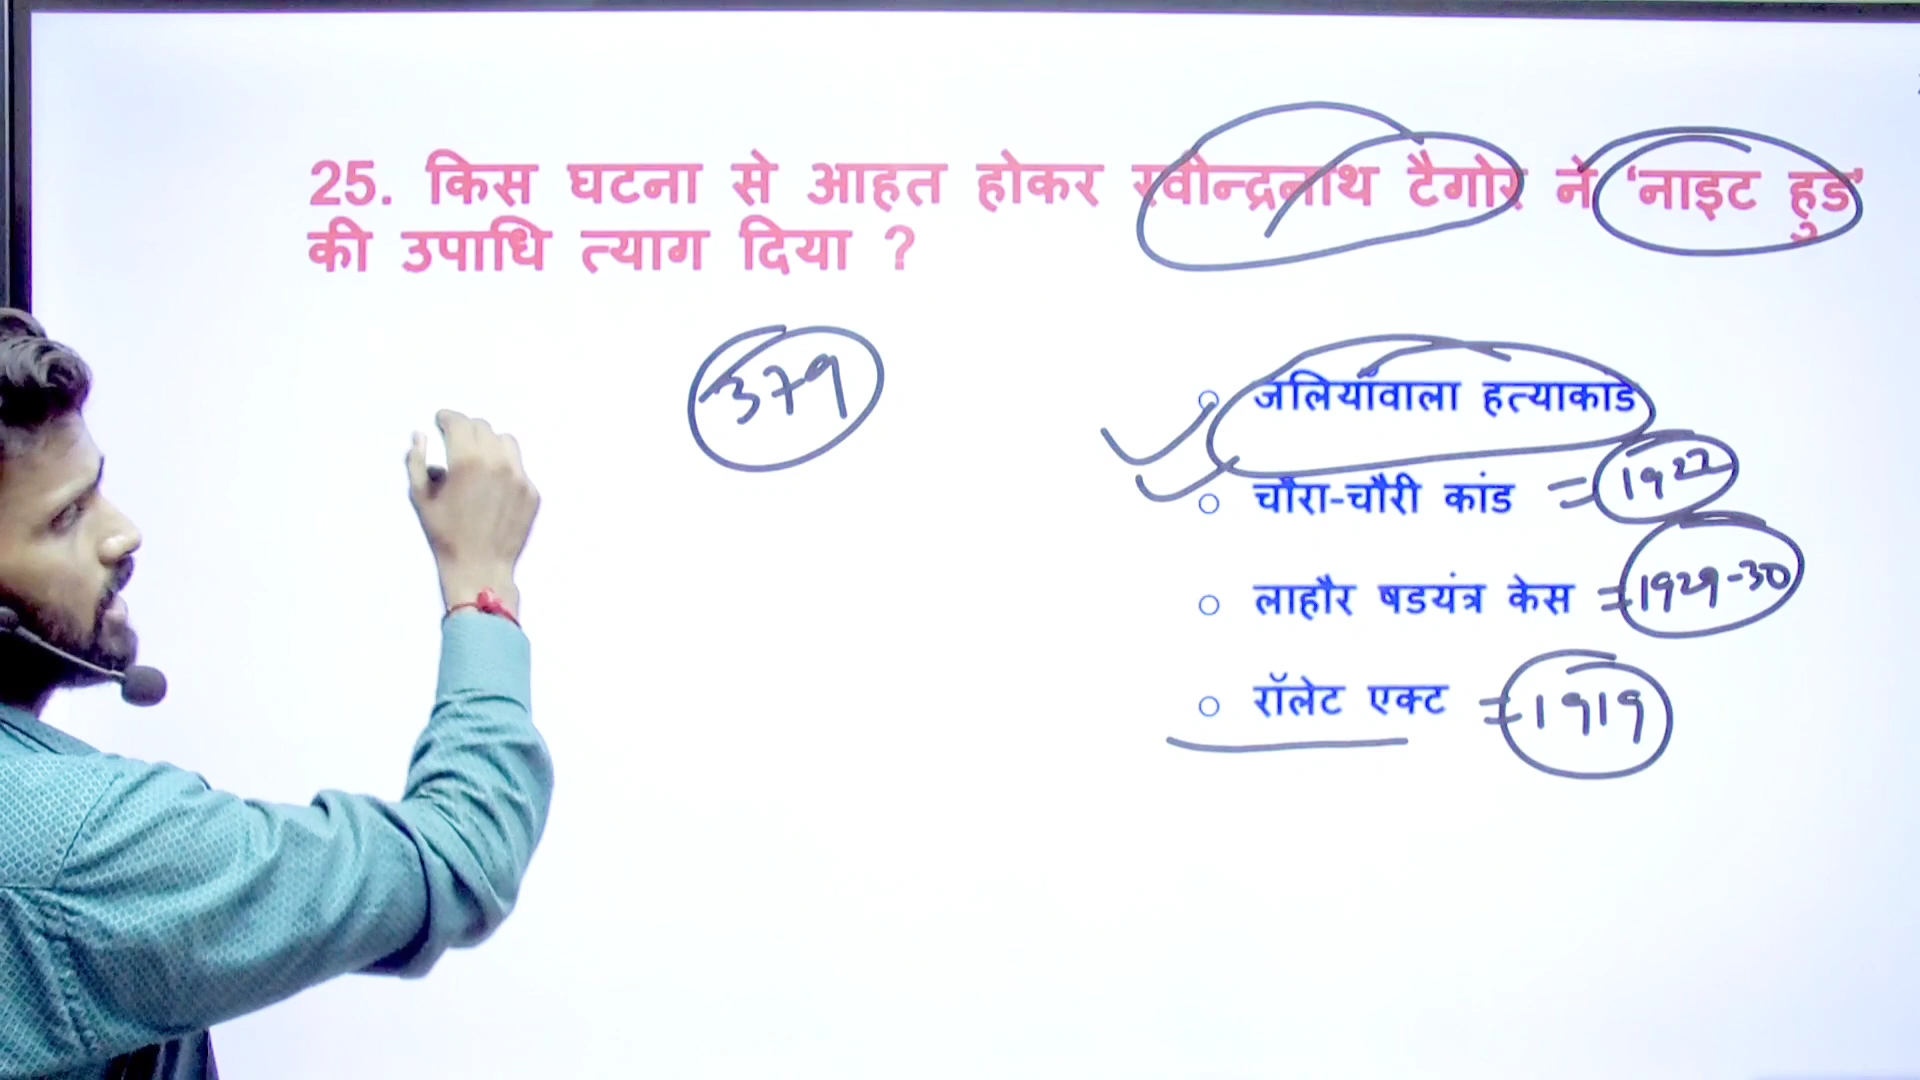 25. किस घटना से आहत होकर रवीन्द्रनाथ टैगोर ने ‘नाइट हुड’
की उपाधि त्याग दिया ?
379
○ जलियाँवाला हत्याकांड
○ चौरा-चौरी कांड = 1922
○ लाहौर षडयंत्र केस = 1929-30
○ रॉलेट एक्ट = 1919